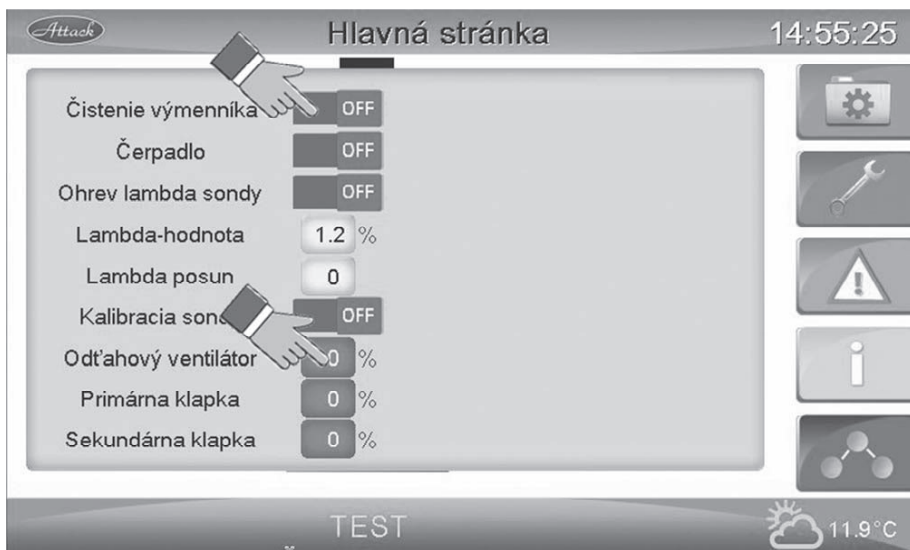 Attack
Hlavná stránka
14:55:25
Čistenie výmenníka OFF
Čerpadlo OFF
Ohrev lambda sondy OFF
Lambda-hodnota 1.2 %
Lambda posun 0
Kalibracia OFF
Odťahový ventilátor 0 %
Primárna klapka 0 %
Sekundárna klapka 0 %
TEST
11.9°C